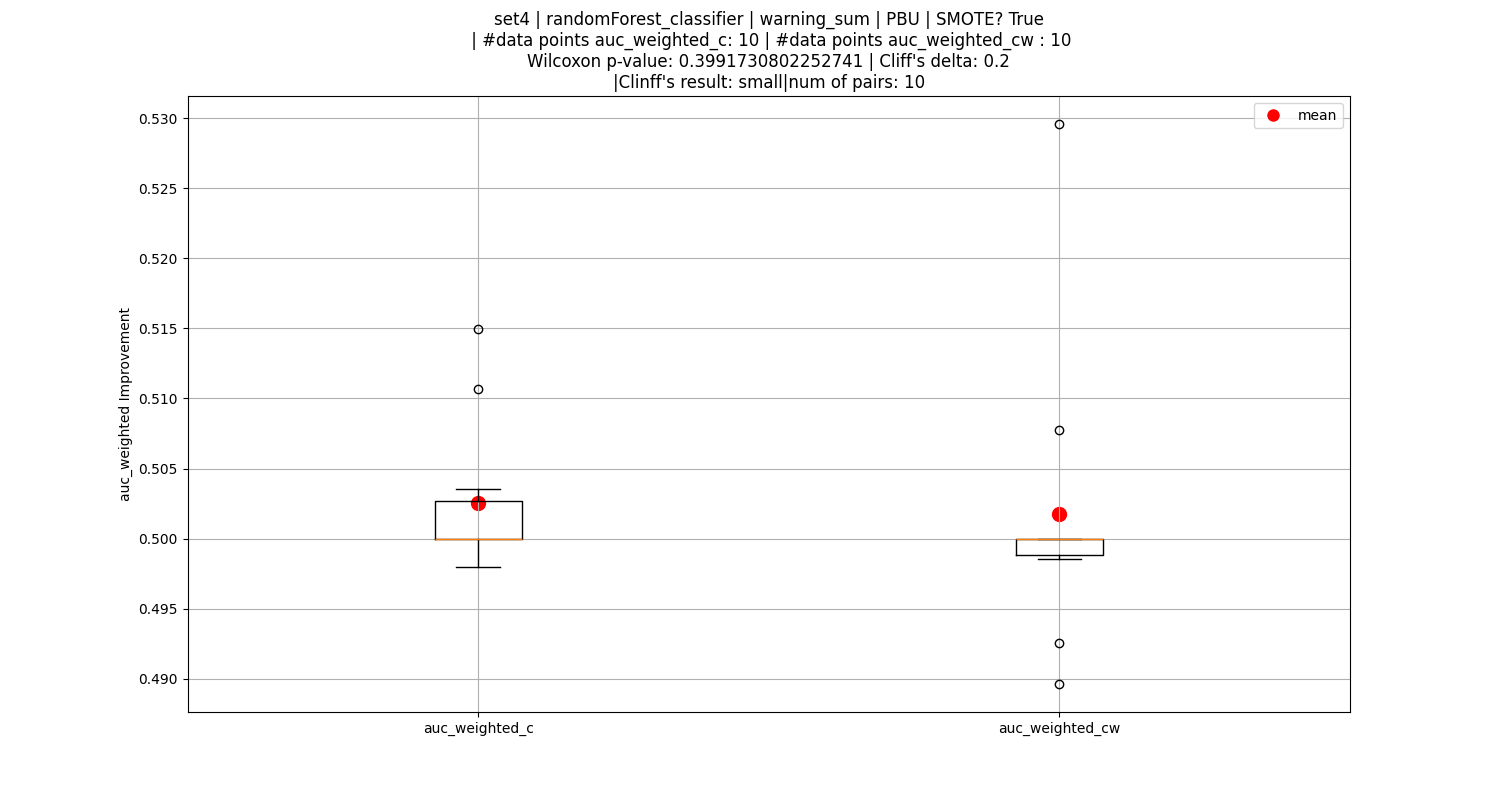 set4 | randomForest_classifier | warning_sum | PBU | SMOTE? True
| #data points auc_weighted_c: 10 | #data points auc_weighted_cw : 10
Wilcoxon p-value: 0.3991730802252741 | Cliff's delta: 0.2
|Clinff's result: small|num of pairs: 10
mean
0.530
0.525
0.520
0.515
0.510
0.505
0.500
0.495
0.490
auc_weighted Improvement
auc_weighted_c
auc_weighted_cw